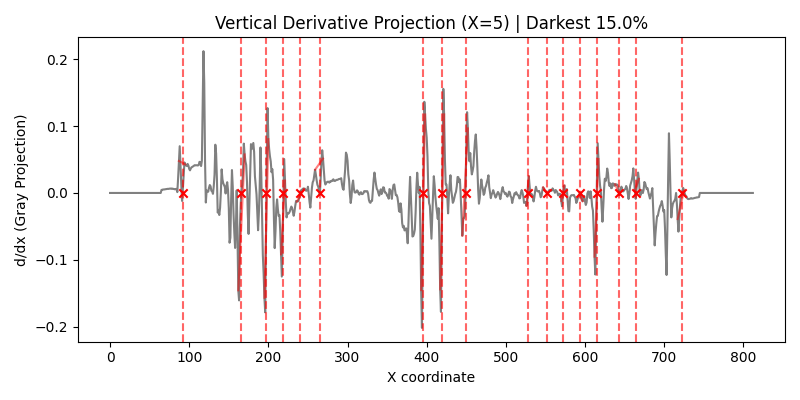 Vertical Derivative Projection (X=5) | Darkest 15.0%
d/dx (Gray Projection)
0.2
0.1
0.0
−0.1
−0.2
0 100 200 300 400 500 600 700 800
X coordinate